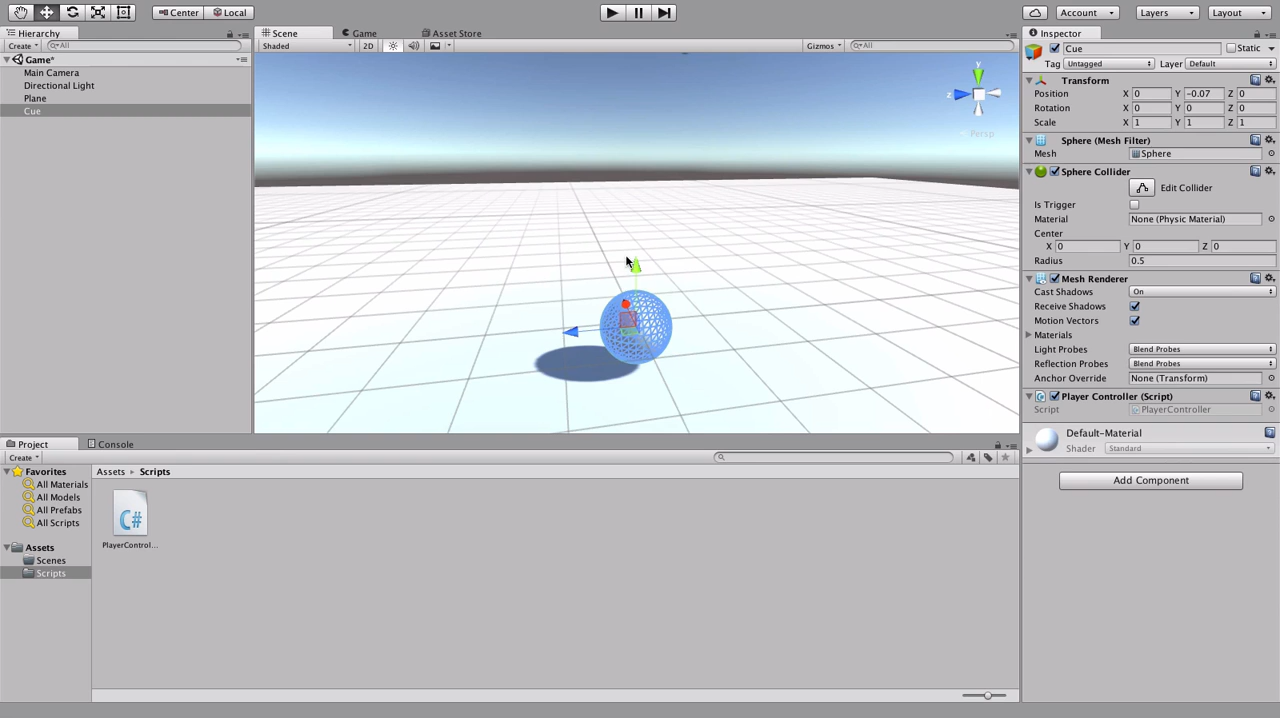 Center Local Account Layers Layout
Hierarchy Scene Game Asset Store Inspector
Create All Shaded 2D Gizmos All Cue Static
Game* Tag Untagged Layer Default
Main Camera
Directional Light
Plane
Cue
y
z
Persp
Transform
Position X 0 Y -0.07 Z 0
Rotation X 0 Y 0 Z 0
Scale X 1 Y 1 Z 1
Sphere (Mesh Filter)
Mesh Sphere
Sphere Collider
Edit Collider
Is Trigger
Material None (Physic Material)
Center
X 0 Y 0 Z 0
Radius 0.5
Mesh Renderer
Cast Shadows On
Receive Shadows
Motion Vectors
Materials
Light Probes Blend Probes
Reflection Probes Blend Probes
Anchor Override None (Transform)
Player Controller (Script)
Script PlayerController
Default-Material
Shader Standard
Add Component
Project Console
Create
Favorites Assets Scripts
All Materials
All Models
All Prefabs
All Scripts
Assets
Scenes
Scripts
C#
PlayerControl...